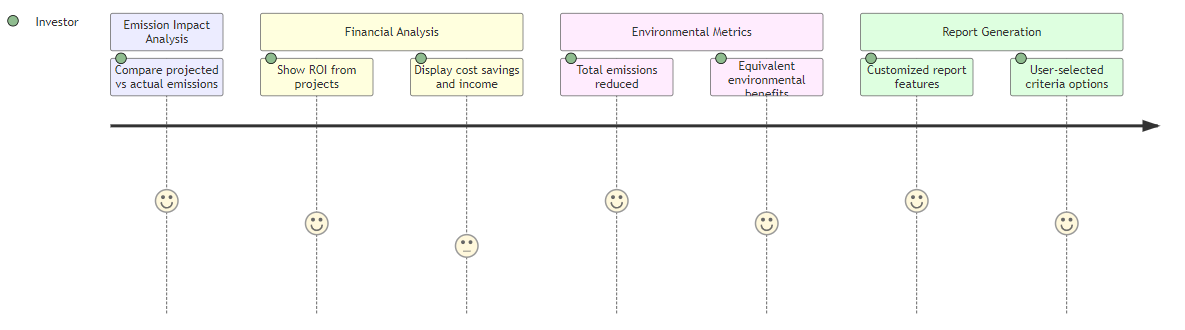 Investor
Emission Impact
Analysis
Financial Analysis
Environmental Metrics
Report Generation
Compare projected
vs actual emissions
Show ROI from
projects
Display cost savings
and income
Total emissions
reduced
Equivalent
environmental
benefits
Customized report
features
User-selected
criteria options